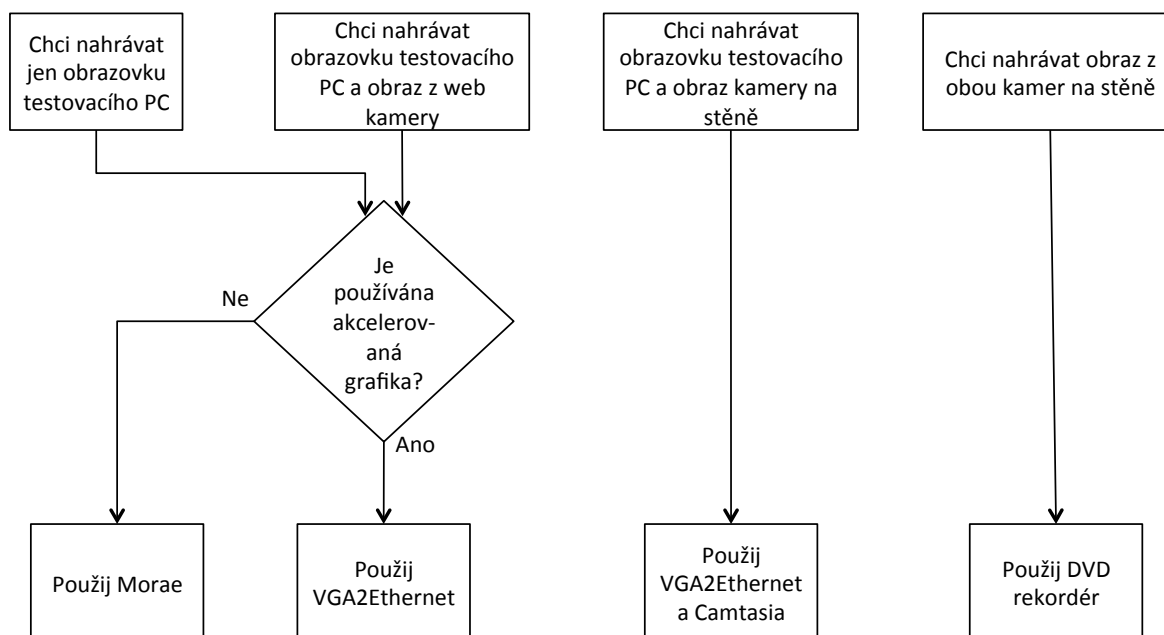 Chci nahrávat
jen obrazovku
testovacího PC
Chci nahrávat
obrazovku testovacího
PC a obraz z web
kamery
Chci nahrávat
obrazovku testovacího
PC a obraz kamery na
stěně
Chci nahrávat obraz z
obou kamer na stěně
Je
používána
akcelerov-
aná
grafika?
Ne
Ano
Použij Morae
Použij
VGA2Ethernet
Použij
VGA2Ethernet
a Camtasia
Použij DVD
rekordér